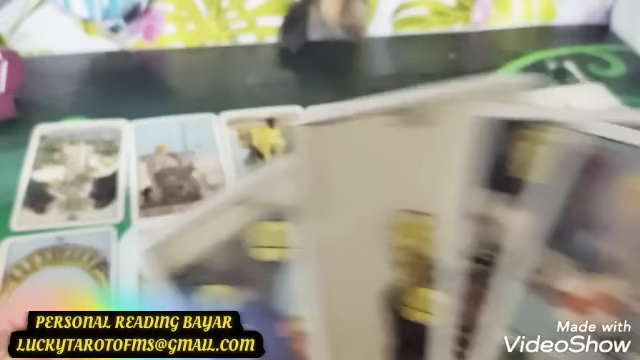 PERSONAL READING BAYAR
LUCKYTAROTOFMS@GMAIL.COM
Made with
VideoShow